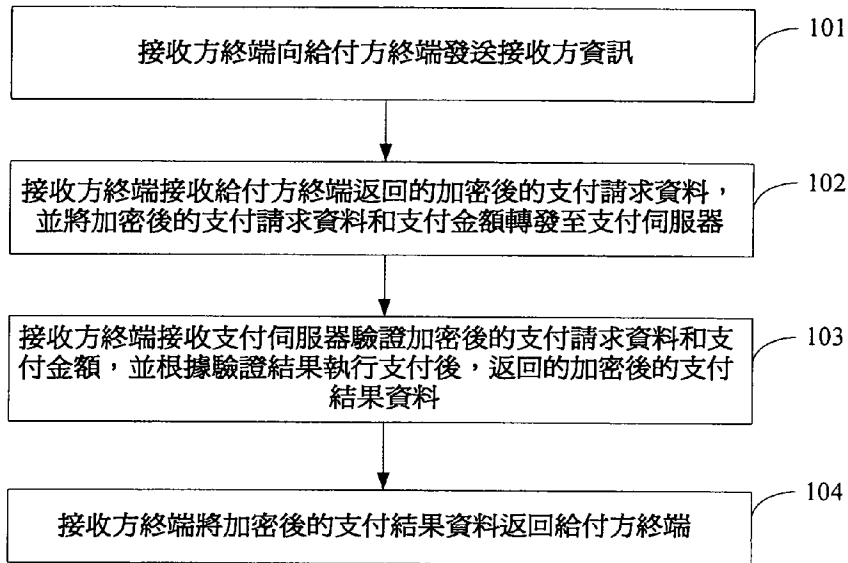 接收方終端向給付方終端發送接收方資訊
101
接收方終端接收給付方終端返回的加密後的支付請求資料，
並將加密後的支付請求資料和支付金額轉發至支付伺服器
102
接收方終端接收支付伺服器驗證加密後的支付請求資料和支
付金額，並根據驗證結果執行支付後，返回的加密後的支付
結果資料
103
接收方終端將加密後的支付結果資料返回給付方終端
104